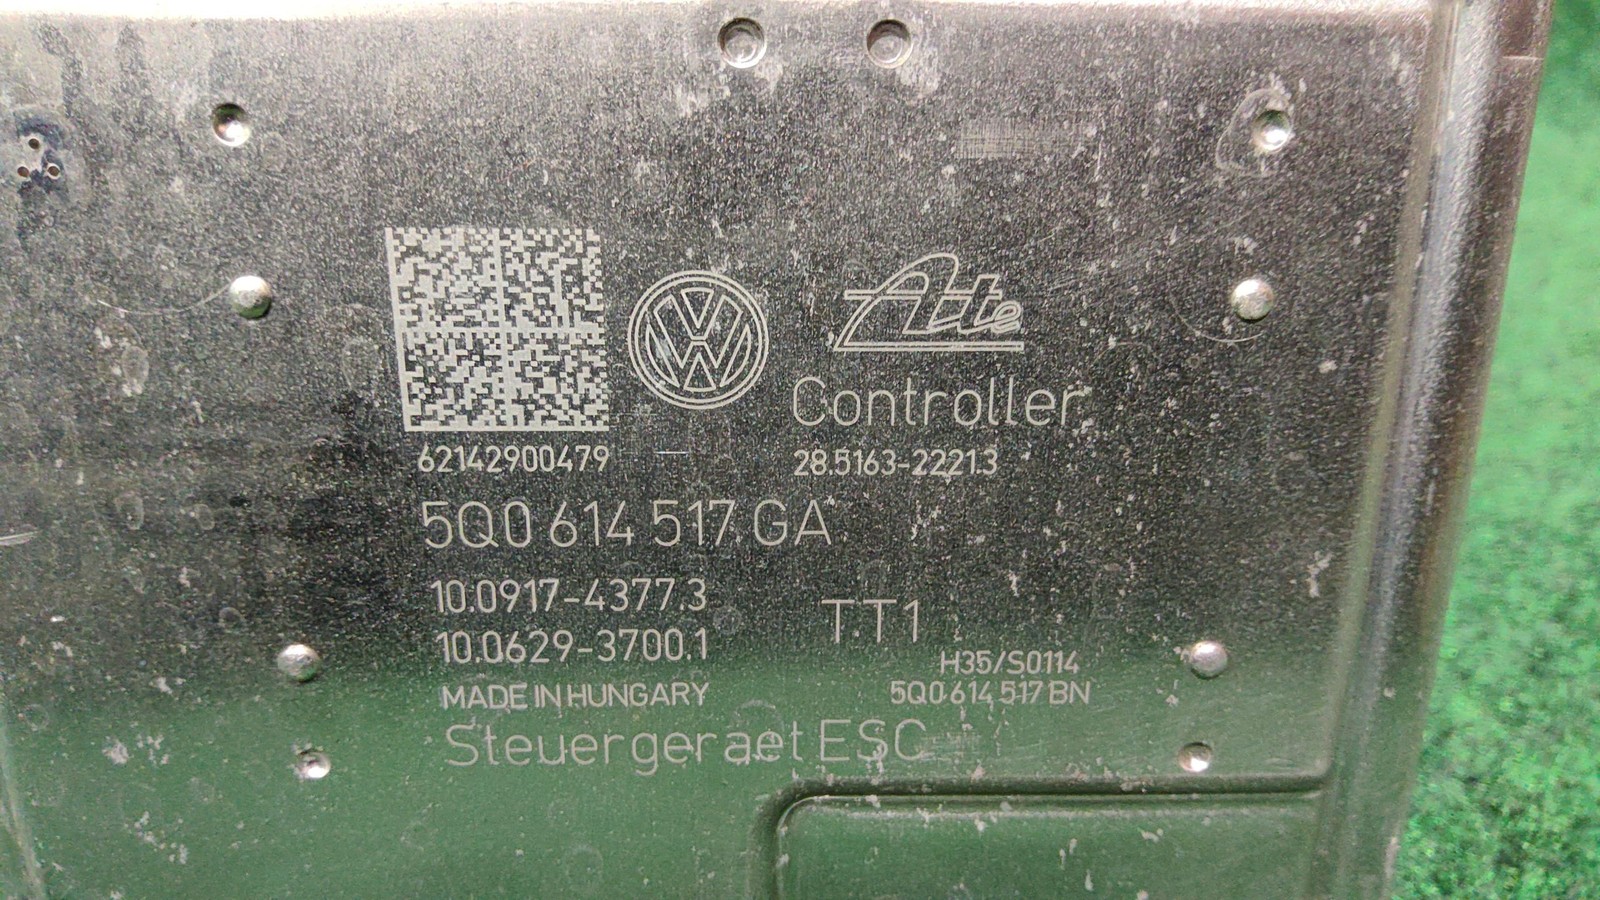 VW
Ate
Controller
62142900479
28.5163-2221.3
5Q0 614 517 GA
10.0917-4377.3
10.0629-3700.1
TT1
H35/S0114
MADE IN HUNGARY
5Q0 614 517 BN
Steuergeraet ESC